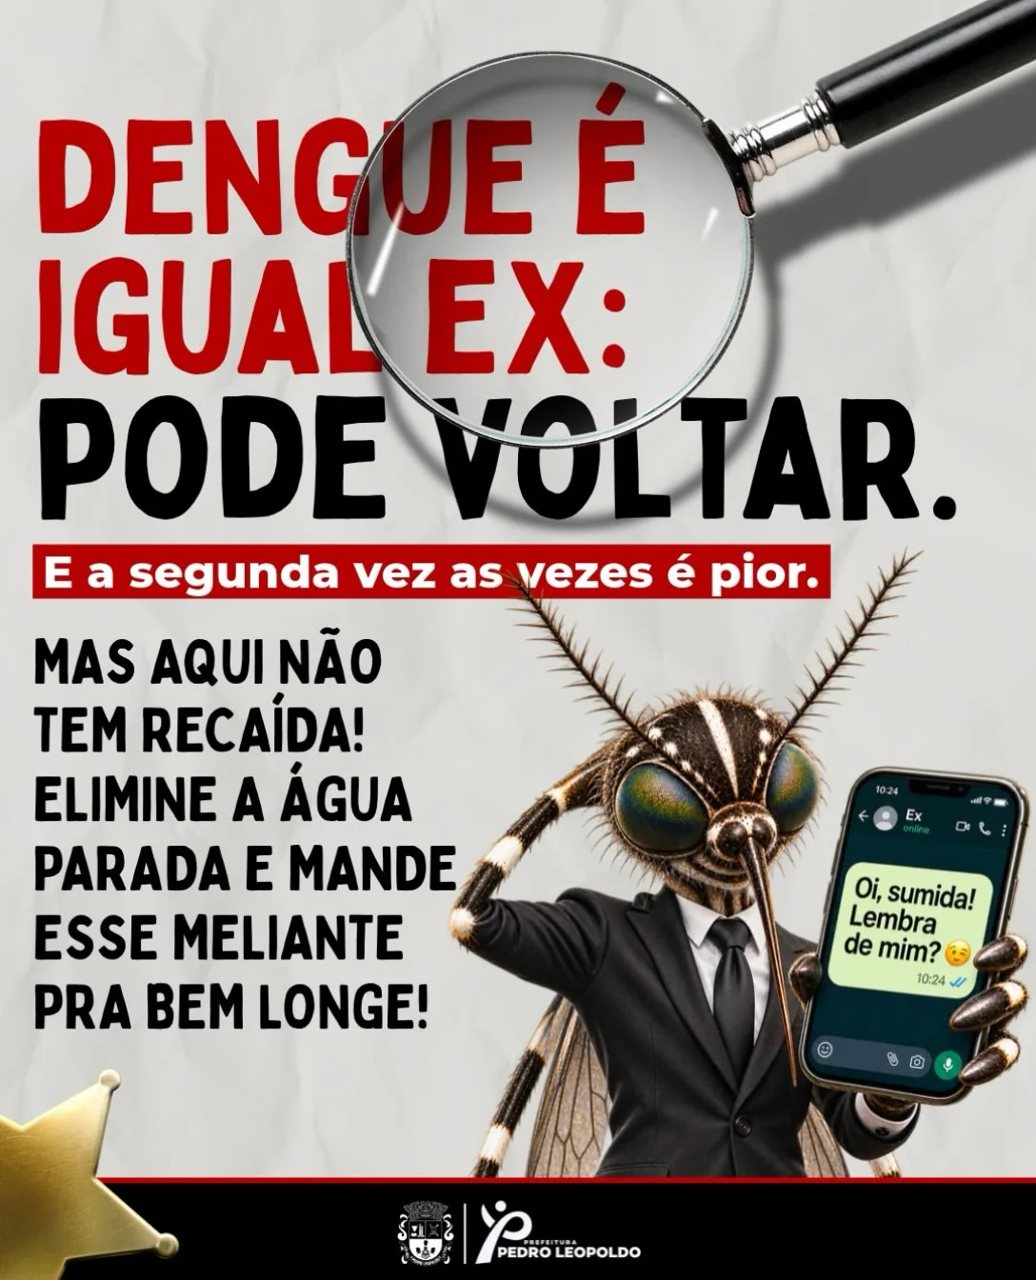 DENGUE É
IGUAL EX:
PODE VOLTAR.
E a segunda vez as vezes é pior.
MAS AQUI NÃO
TEM RECAÍDA!
ELIMINE A ÁGUA
PARADA E MANDE
ESSE MELIANTE
PRA BEM LONGE!
10:24
Ex
online
Oi, sumida!
Lembra
de mim? 😉
10:24
PREFEITURA
PEDRO LEOPOLDO